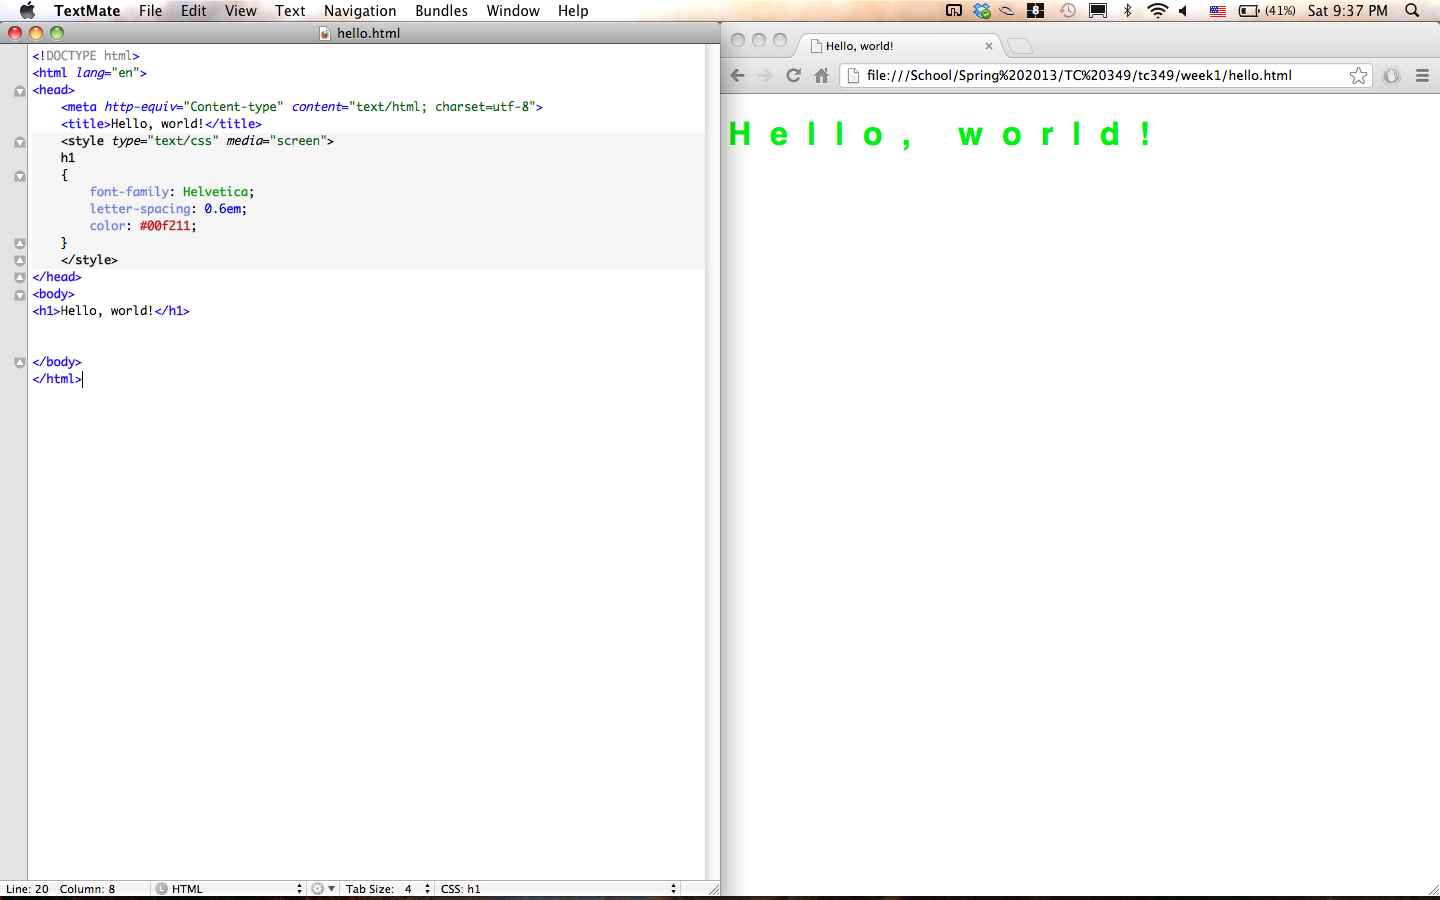 TextMate File Edit View Text Navigation Bundles Window Help (41%) Sat 9:37 PM
hello.html
<!DOCTYPE html>
<html lang="en">
<head>
<meta http-equiv="Content-type" content="text/html; charset=utf-8">
<title>Hello, world!</title>
<style type="text/css" media="screen">
h1
{
font-family: Helvetica;
letter-spacing: 0.6em;
color: #00f211;
}
</style>
</head>
<body>
<h1>Hello, world!</h1>
</body>
</html>
Line: 20 Column: 8 L HTML Tab Size: 4 CSS: h1
Hello, world!
file:///School/Spring%202013/TC%20349/tc349/week1/hello.html
Hello, world!